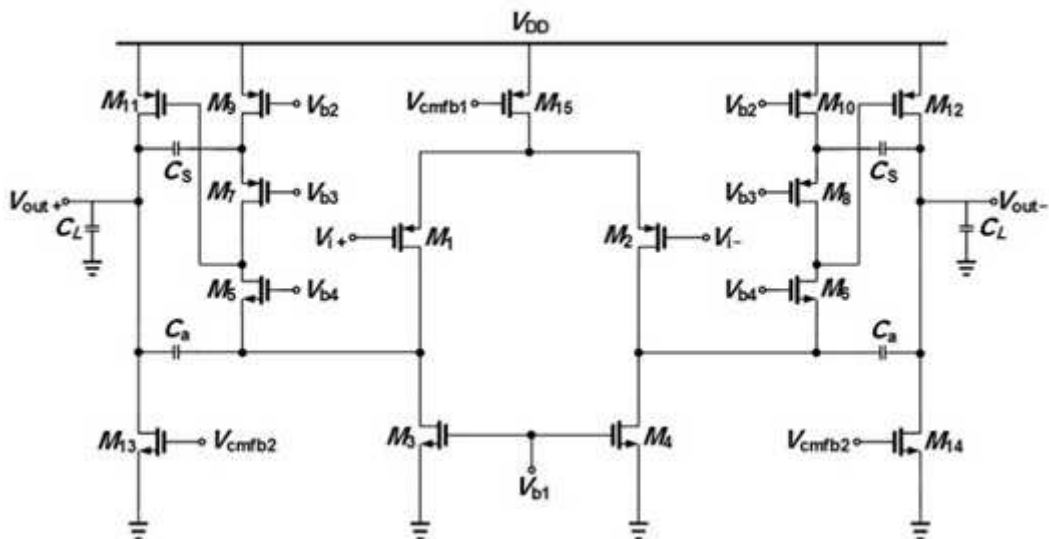 VDD
M11 M9 Vb2 Vcmfb1 M15 Vb2 M10 M12
CS CS
M7 Vb3 Vb3 M8
Vout+ Vout−
CL Vi+ M1 M2 Vi− CL
M5 Vb4 Vb4 M6
Ca Ca
M13 Vcmfb2 M3 M4 Vcmfb2 M14
Vb1